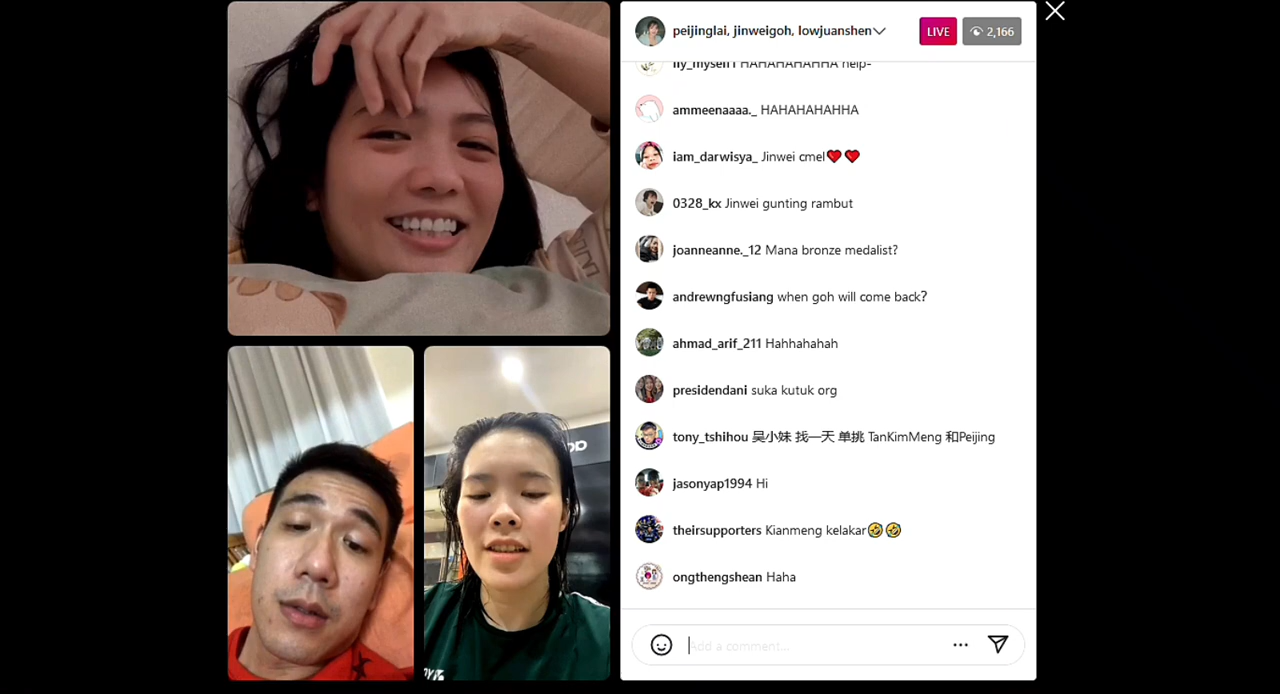 peijinglai, jinweigoh, lowjuanshen
LIVE
2,166
ily_myself1 HAHAHAHAHHA help-
ammeenaaaa._ HAHAHAHAHHA
iam_darwisya_ Jinwei cmel❤️❤️
0328_kx Jinwei gunting rambut
joanneanne._12 Mana bronze medalist?
andrewngfusiang when goh will come back?
ahmad_arif_211 Hahhahahah
presidendani suka kutuk org
tony_tshihou 吴小妹 找一天 单挑 TanKimMeng 和Peijing
jasonyap1994 Hi
theirsupporters Kianmeng kelakar🤣🤣
ongthengshean Haha
Add a comment...